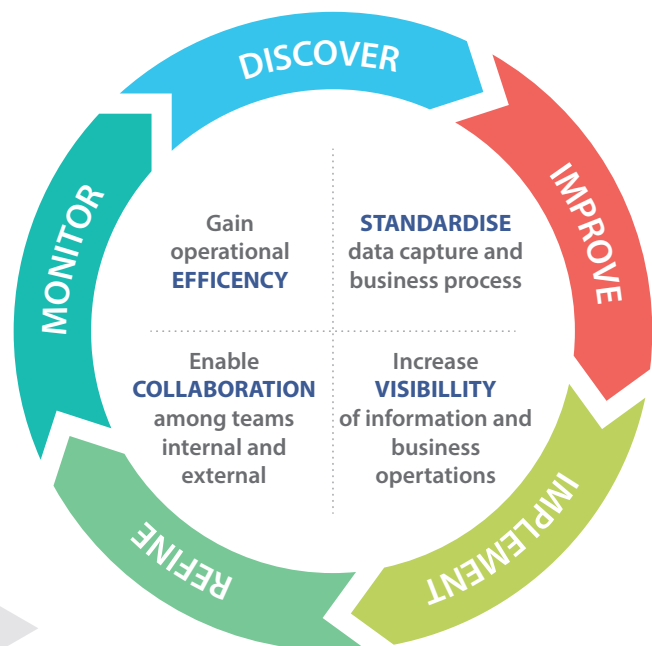 DISCOVER
IMPROVE
IMPLEMENT
REFINE
MONITOR
Gain
operational
EFFICENCY
STANDARDISE
data capture and
business process
Enable
COLLABORATION
among teams
internal and
external
Increase
VISIBILLITY
of information and
business
opertations